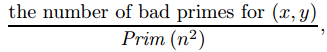 the number of bad primes for (x, y)
Prim (n²)
,